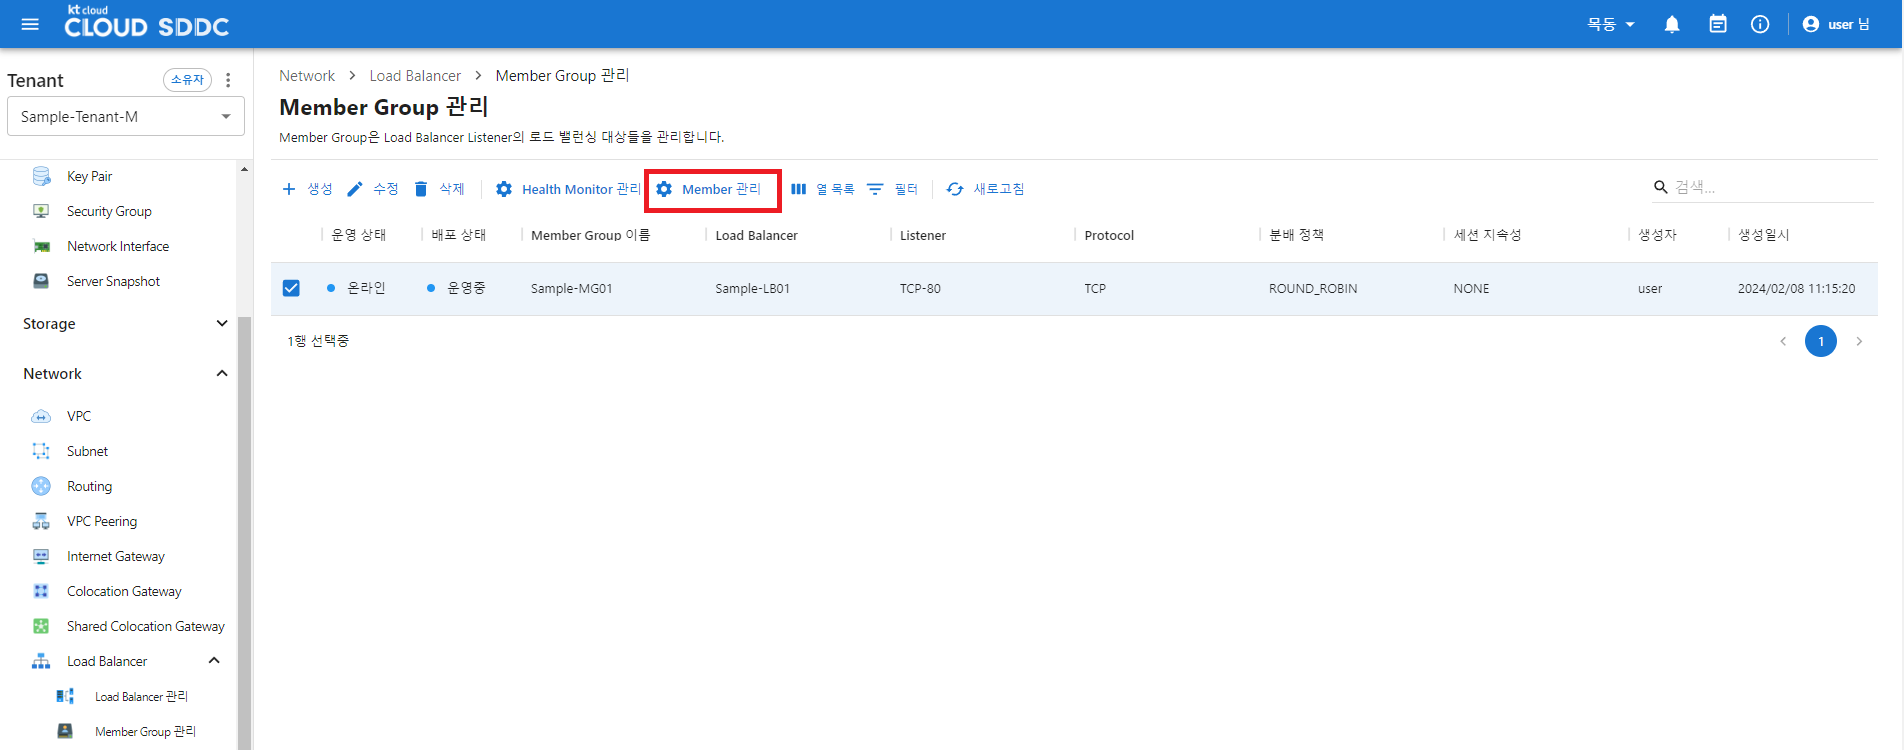 kt cloud
CLOUD SDDC
목동
user 님
Tenant
소유자
Sample-Tenant-M
Key Pair
Security Group
Network Interface
Server Snapshot
Storage
Network
VPC
Subnet
Routing
VPC Peering
Internet Gateway
Colocation Gateway
Shared Colocation Gateway
Load Balancer
Load Balancer 관리
Member Group 관리
Network > Load Balancer > Member Group 관리
Member Group 관리
Member Group은 Load Balancer Listener의 로드 밸런싱 대상들을 관리합니다.
생성 수정 삭제 Health Monitor 관리 Member 관리 열 목록 필터 새로고침 검색...
운영 상태 배포 상태 Member Group 이름 Load Balancer Listener Protocol 분배 정책 세션 지속성 생성자 생성일시
온라인 운영중 Sample-MG01 Sample-LB01 TCP-80 TCP ROUND_ROBIN NONE user 2024/02/08 11:15:20
1행 선택중
1